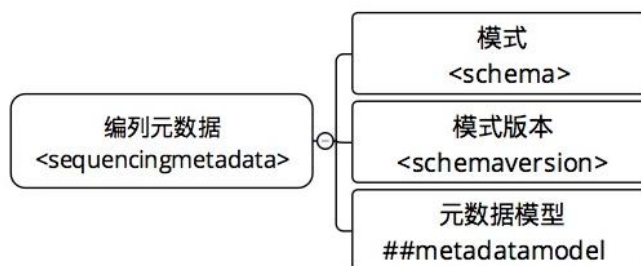 编列元数据
<sequencingmetadata>
模式
<schema>
模式版本
<schemaversion>
元数据模型
##metadatamodel